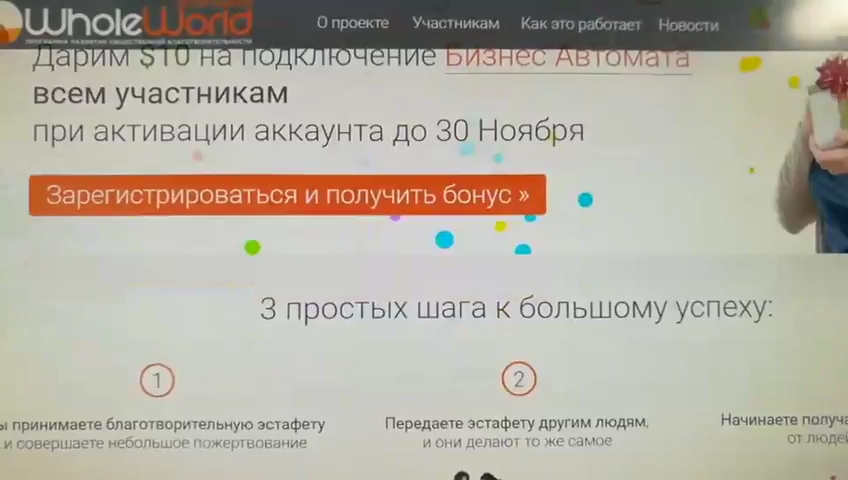 WholeWorld
О проекте Участникам Как это работает Новости
Дарим $10 на подключение Бизнес Автомата
всем участникам
при активации аккаунта до 30 Ноября
Зарегистрироваться и получить бонус »
3 простых шага к большому успеху:
1 2
принимаете благотворительную эстафету Передаете эстафету другим людям, Начинаете
и совершаете небольшое пожертвование и они делают то же самое от